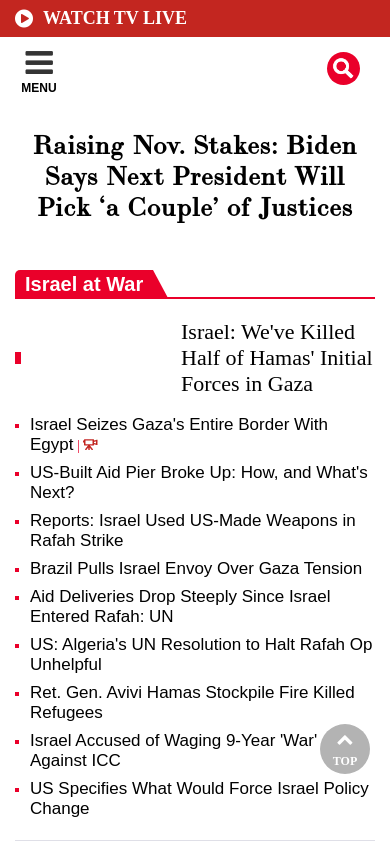 WATCH TV LIVE
MENU
Raising Nov. Stakes: Biden
Says Next President Will
Pick ‘a Couple’ of Justices
Israel at War
Israel: We've Killed
Half of Hamas' Initial
Forces in Gaza
Israel Seizes Gaza's Entire Border With
Egypt |
US-Built Aid Pier Broke Up: How, and What's
Next?
Reports: Israel Used US-Made Weapons in
Rafah Strike
Brazil Pulls Israel Envoy Over Gaza Tension
Aid Deliveries Drop Steeply Since Israel
Entered Rafah: UN
US: Algeria's UN Resolution to Halt Rafah Op
Unhelpful
Ret. Gen. Avivi Hamas Stockpile Fire Killed
Refugees
Israel Accused of Waging 9-Year 'War'
Against ICC
TOP
US Specifies What Would Force Israel Policy
Change